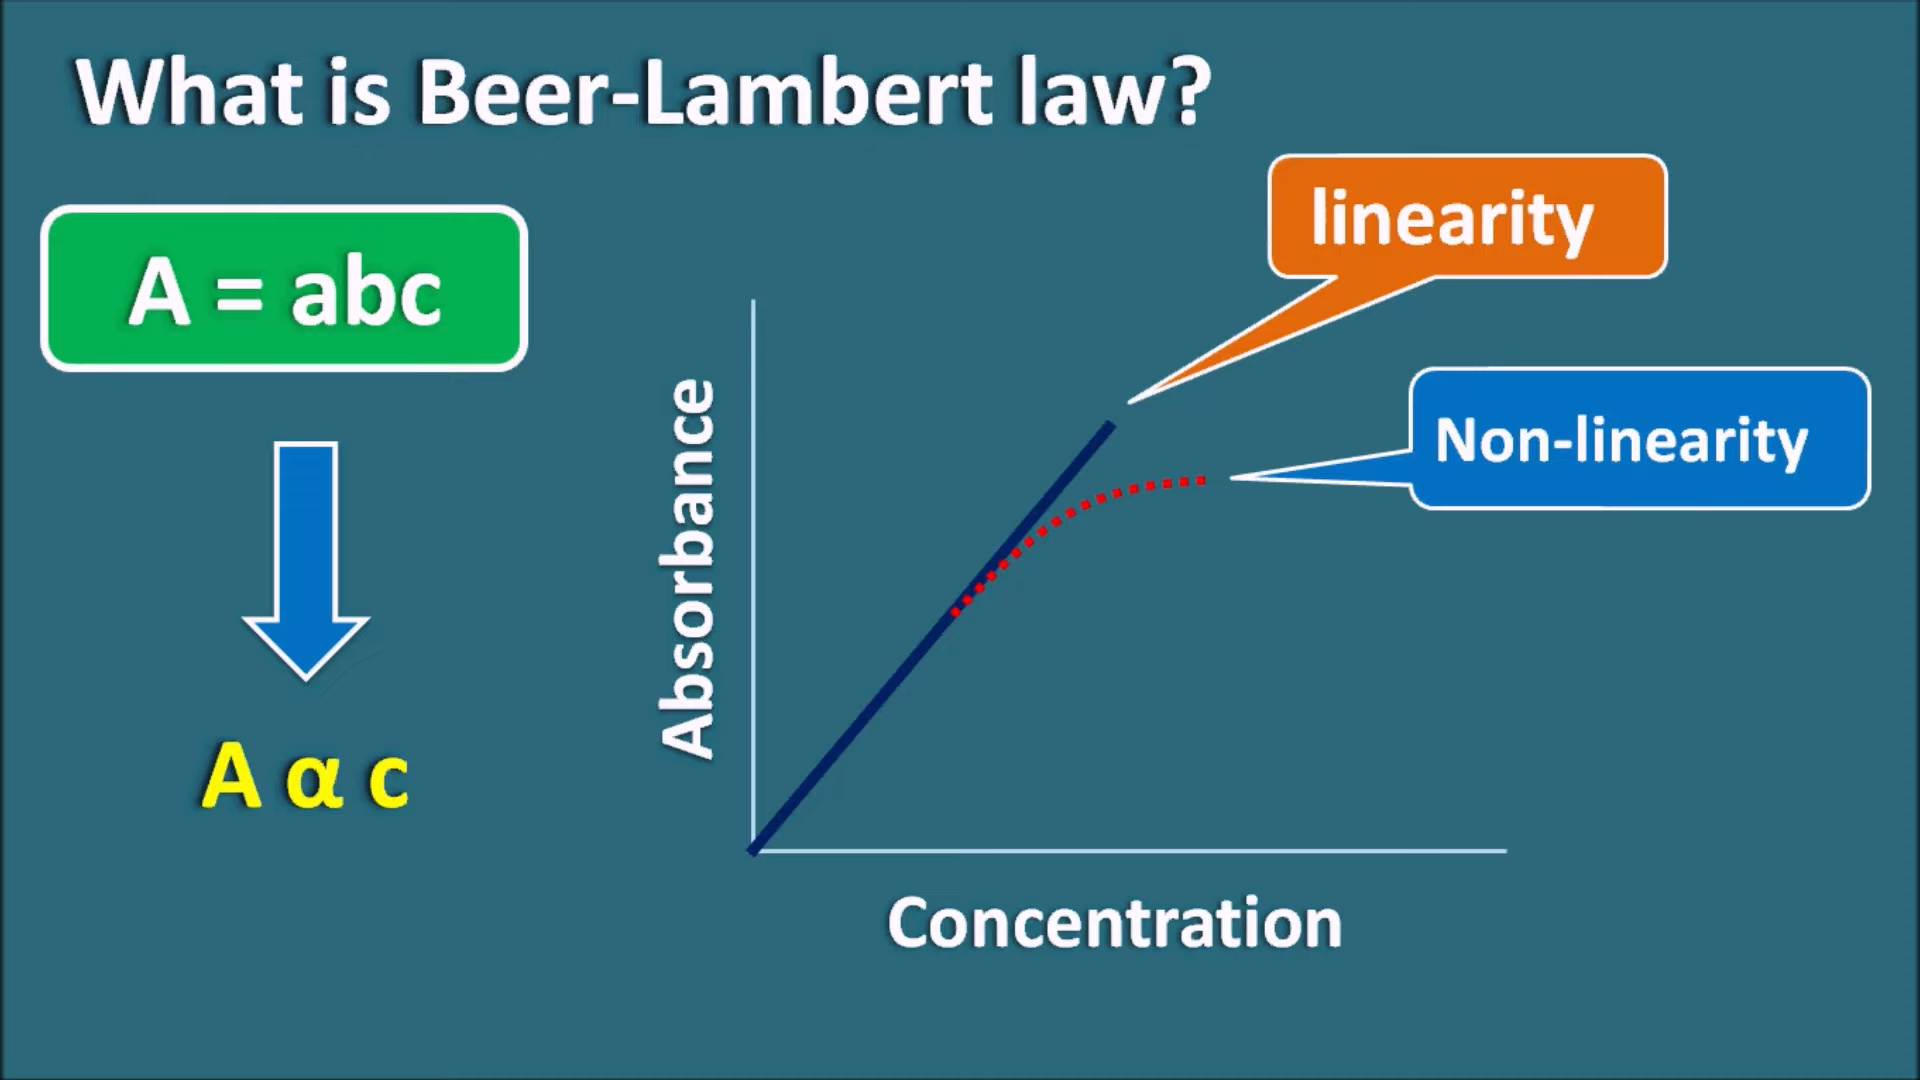 What is Beer-Lambert law?
A = abc
A α c
linearity
Non-linearity
Absorbance
Concentration